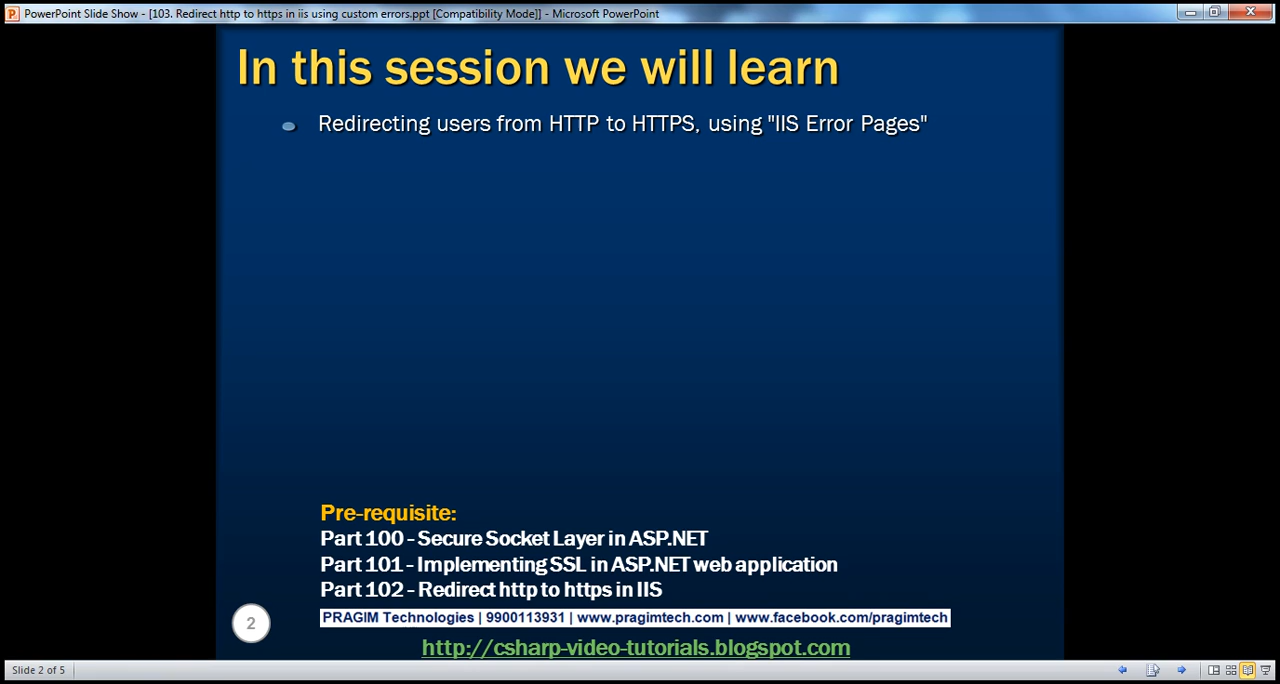 PowerPoint Slide Show - [103. Redirect http to https in iis using custom errors.ppt [Compatibility Mode]] - Microsoft PowerPoint
In this session we will learn
Redirecting users from HTTP to HTTPS, using "IIS Error Pages"
Pre-requisite:
Part 100 - Secure Socket Layer in ASP.NET
Part 101 - Implementing SSL in ASP.NET web application
Part 102 - Redirect http to https in IIS
2
PRAGIM Technologies | 9900113931 | www.pragimtech.com | www.facebook.com/pragimtech
http://csharp-video-tutorials.blogspot.com
Slide 2 of 5